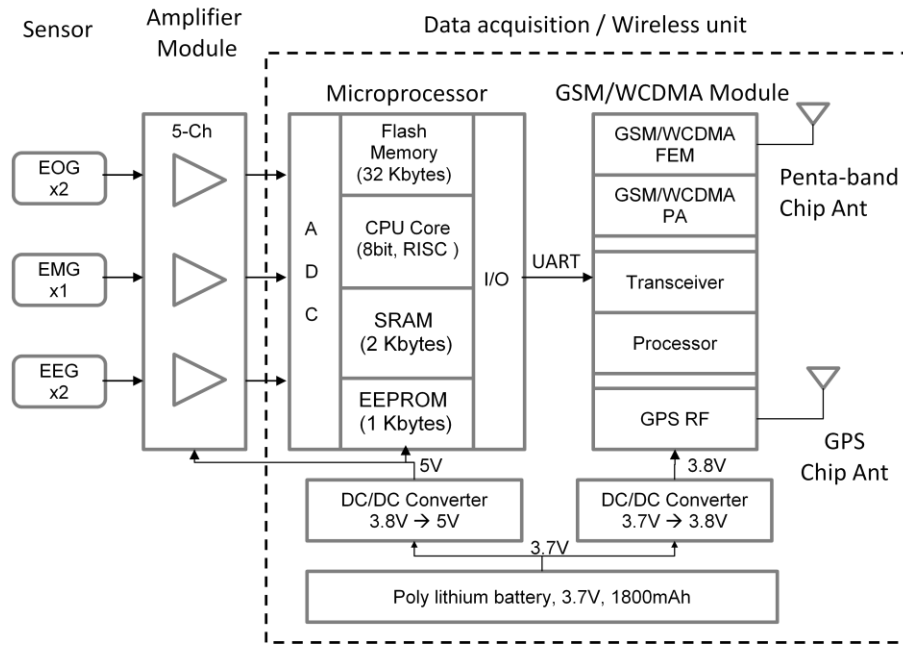 Sensor
Amplifier
Module
Data acquisition / Wireless unit
Microprocessor
GSM/WCDMA Module
5-Ch
EOG
x2
EMG
x1
EEG
x2
A
D
C
Flash
Memory
(32 Kbytes)
CPU Core
(8bit, RISC )
SRAM
(2 Kbytes)
EEPROM
(1 Kbytes)
I/O
UART
GSM/WCDMA
FEM
GSM/WCDMA
PA
Transceiver
Processor
GPS RF
Penta-band
Chip Ant
GPS
Chip Ant
5V
3.8V
DC/DC Converter
3.8V → 5V
DC/DC Converter
3.7V → 3.8V
3.7V
Poly lithium battery, 3.7V, 1800mAh